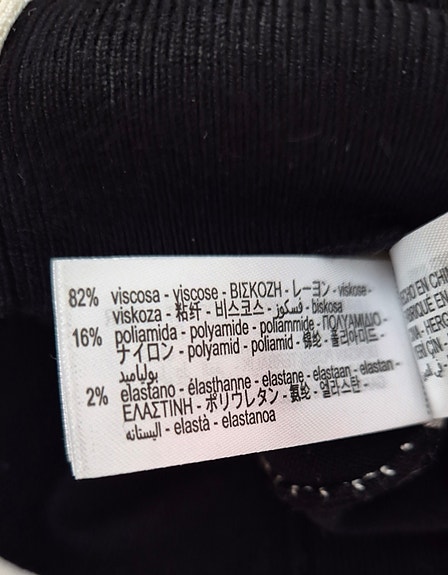 82% viscosa - viscose - ΒΙΣΚΟΖΗ - レーヨン - viskose -
viskoza - 粘纤 - 비스코스 - فسكوز - biskosa
16% poliamida - polyamide - poliammide - ΠΟΛΥΑΜΙΔΙΟ -
ナイロン - polyamid - poliamid - 锦纶 - 폴리아미드 -
بولياميد
2% elastano - élasthanne - elastane - elastaan - elastan -
ΕΛΑΣΤΙΝΗ - ポリウレタン - 氨纶 - 엘라스탄 -
اليستانه - elastà - elastanoa
ECHO EN